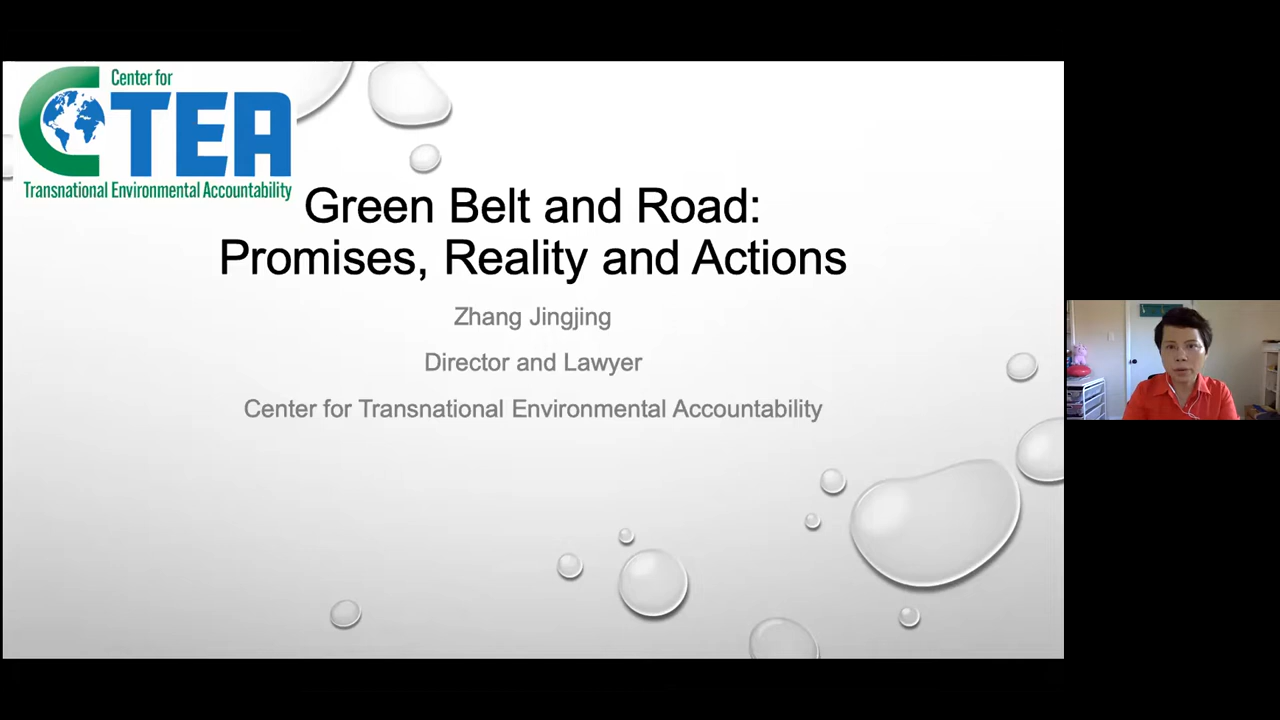 Center for
CTEA
Transnational Environmental Accountability
Green Belt and Road:
Promises, Reality and Actions
Zhang Jingjing
Director and Lawyer
Center for Transnational Environmental Accountability